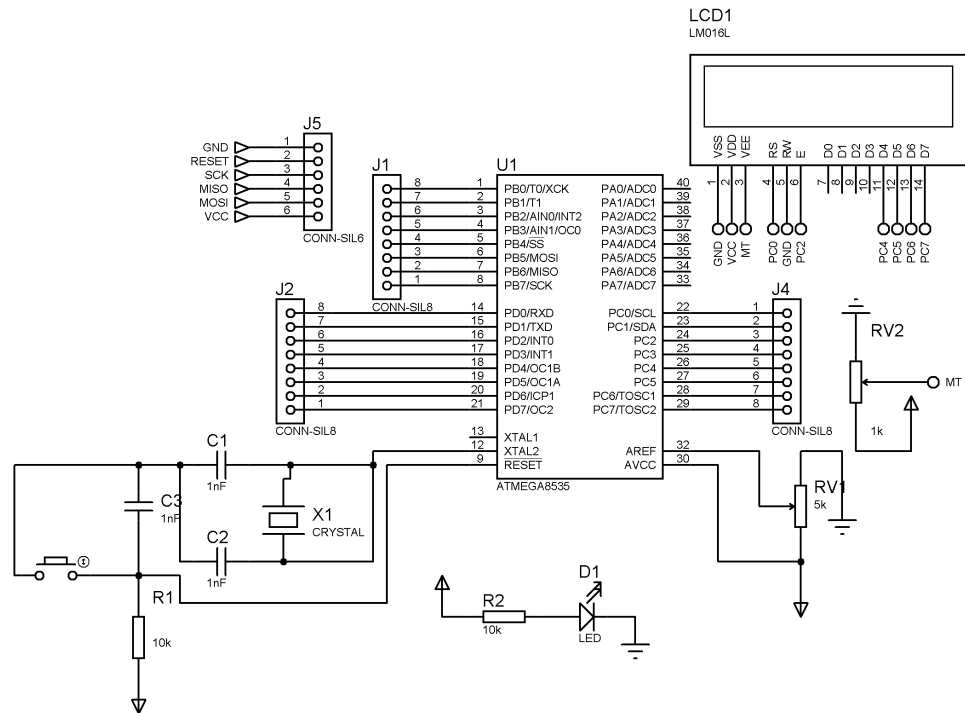 LCD1
LM016L
VSS
VDD
VEE
RS
RW
E
D0
D1
D2
D3
D4
D5
D6
D7
1
2
3
4
5
6
7
8
9
10
11
12
13
14
GND
VCC
MT
PC0
GND
PC2
PC4
PC5
PC6
PC7
J5
GND 1
RESET 2
SCK 3
MISO 4
MOSI 5
VCC 6
CONN-SIL6
J1
8
7
6
5
4
3
2
1
CONN-SIL8
J2
8
7
6
5
4
3
2
1
CONN-SIL8
U1
1 PB0/T0/XCK
2 PB1/T1
3 PB2/AIN0/INT2
4 PB3/AIN1/OC0
5 PB4/SS
6 PB5/MOSI
7 PB6/MISO
8 PB7/SCK
14 PD0/RXD
15 PD1/TXD
16 PD2/INT0
17 PD3/INT1
18 PD4/OC1B
19 PD5/OC1A
20 PD6/ICP1
21 PD7/OC2
13 XTAL1
12 XTAL2
9 RESET
PA0/ADC0 40
PA1/ADC1 39
PA2/ADC2 38
PA3/ADC3 37
PA4/ADC4 36
PA5/ADC5 35
PA6/ADC6 34
PA7/ADC7 33
PC0/SCL 22
PC1/SDA 23
PC2 24
PC3 25
PC4 26
PC5 27
PC6/TOSC1 28
PC7/TOSC2 29
AREF 32
AVCC 30
ATMEGA8535
J4
1
2
3
4
5
6
7
8
CONN-SIL8
RV2
MT
1k
RV1
5k
C1
1nF
C3
1nF
C2
1nF
X1
CRYSTAL
R1
10k
R2
10k
D1
LED